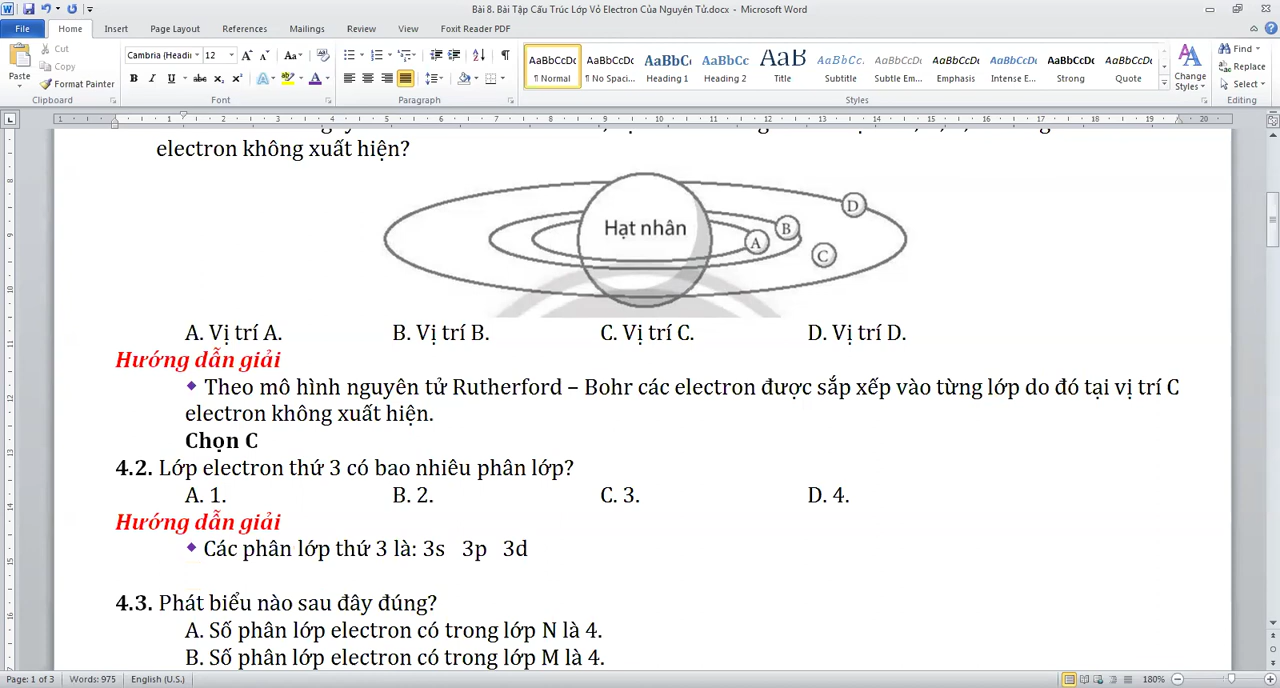 Bài 8. Bài Tập Cấu Trúc Lớp Vỏ Electron Của Nguyên Tử.docx - Microsoft Word
File Home Insert Page Layout References Mailings Review View Foxit Reader PDF
Cut
Copy
Format Painter
Paste
Clipboard
Cambria (Headi 12
Font
Paragraph
AaBbCcDc AaBbCcDc AaBbC( AaBbCc AaB AaBbCc. AaBbCcDc AaBbCcDc AaBbCcDc AaBbCcDc AaBbCcDc
¶ Normal ¶ No Spaci... Heading 1 Heading 2 Title Subtitle Subtle Em... Emphasis Intense E... Strong Quote
Styles
Change Styles
Find
Replace
Select
Editing
electron không xuất hiện?
Hạt nhân
A
B
C
D
A. Vị trí A. B. Vị trí B. C. Vị trí C. D. Vị trí D.
Hướng dẫn giải
Theo mô hình nguyên tử Rutherford – Bohr các electron được sắp xếp vào từng lớp do đó tại vị trí C
electron không xuất hiện.
Chọn C
4.2. Lớp electron thứ 3 có bao nhiêu phân lớp?
A. 1. B. 2. C. 3. D. 4.
Hướng dẫn giải
Các phân lớp thứ 3 là: 3s 3p 3d
4.3. Phát biểu nào sau đây đúng?
A. Số phân lớp electron có trong lớp N là 4.
B. Số phân lớp electron có trong lớp M là 4.
Page: 1 of 3 Words: 975 English (U.S.) 180%